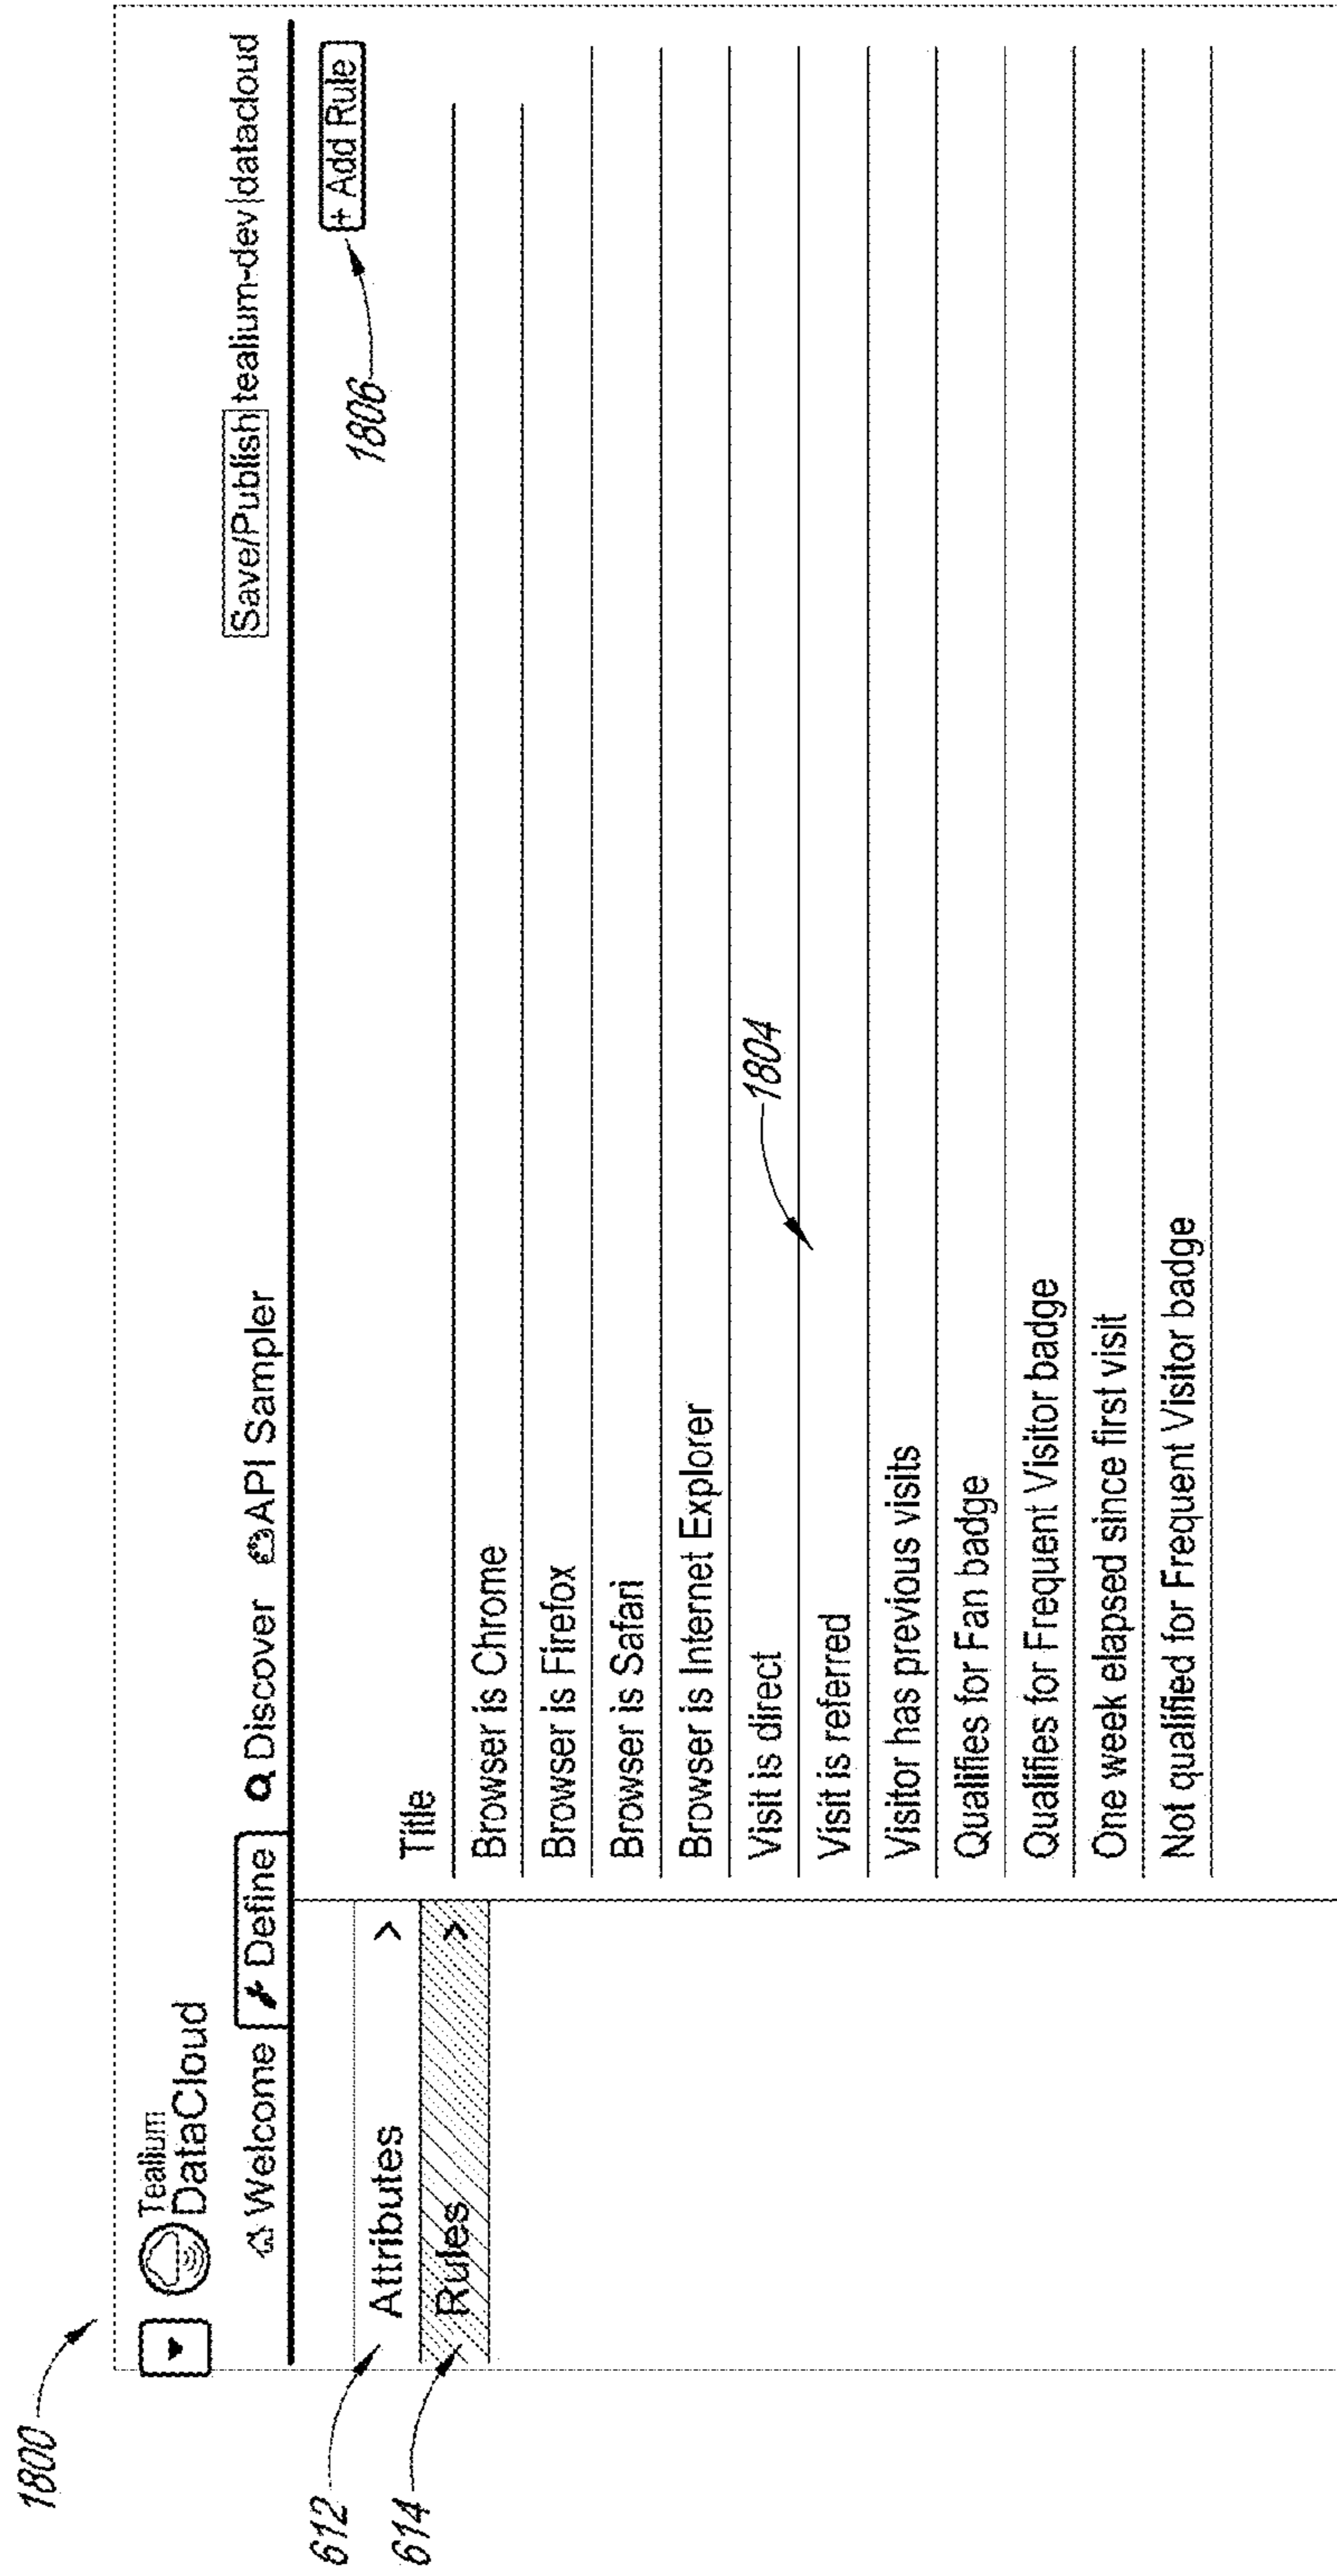 1800
Tealium
DataCloud
Welcome Define Discover API Sampler Save/Publish tealium-dev|datacloud
612
Attributes >
614
Rules >
+ Add Rule
1806
Title
Browser is Chrome
Browser is Firefox
Browser is Safari
Browser is Internet Explorer
Visit is direct
1804
Visit is referred
Visitor has previous visits
Qualifies for Fan badge
Qualifies for Frequent Visitor badge
One week elapsed since first visit
Not qualified for Frequent Visitor badge